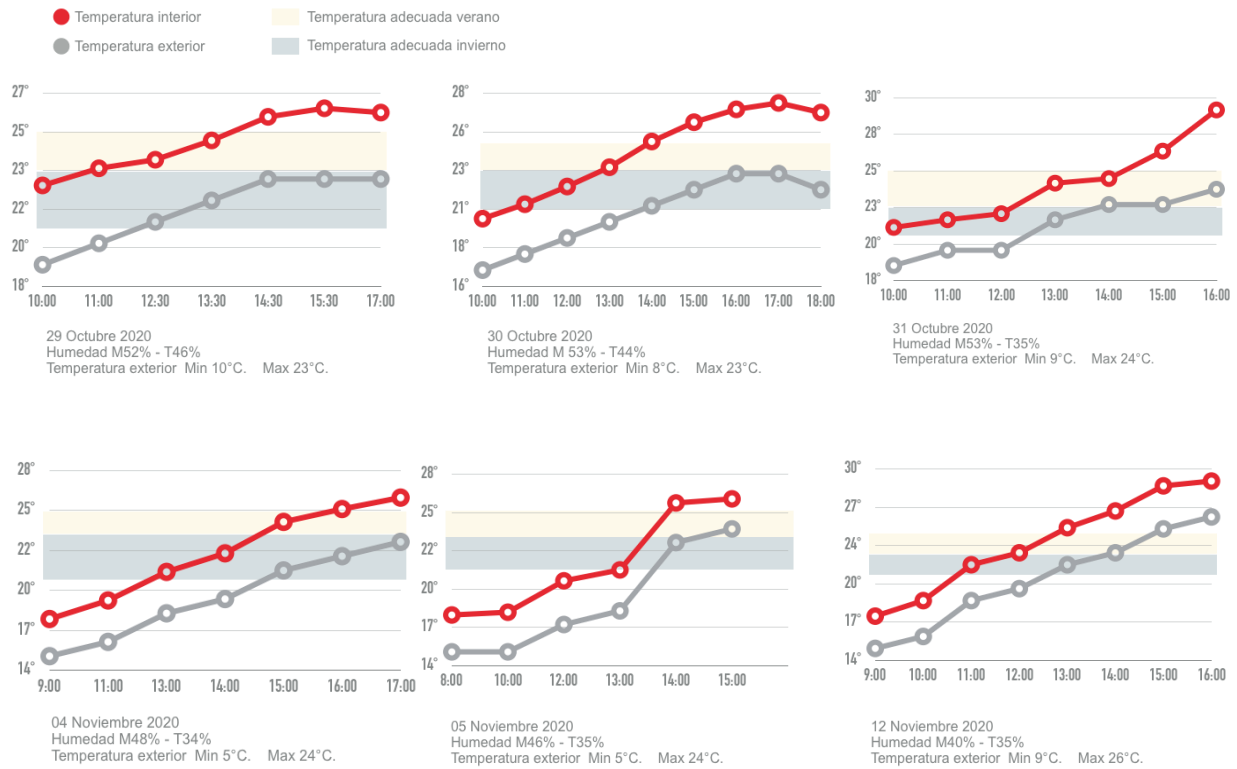 Temperatura interior
Temperatura adecuada verano
Temperatura exterior
Temperatura adecuada invierno
27°
25°
23°
22°
20°
18°
10:00 11:00 12:30 13:30 14:30 15:30 17:00
29 Octubre 2020
Humedad M52% - T46%
Temperatura exterior Min 10°C. Max 23°C.
28°
26°
23°
21°
18°
16°
10:00 11:00 12:00 13:00 14:00 15:00 16:00 17:00 18:00
30 Octubre 2020
Humedad M 53% - T44%
Temperatura exterior Min 8°C. Max 23°C.
30°
28°
25°
23°
20°
18°
10:00 11:00 12:00 13:00 14:00 15:00 16:00
31 Octubre 2020
Humedad M53% - T35%
Temperatura exterior Min 9°C. Max 24°C.
28°
25°
22°
20°
17°
14°
9:00 11:00 13:00 14:00 15:00 16:00 17:00
04 Noviembre 2020
Humedad M48% - T34%
Temperatura exterior Min 5°C. Max 24°C.
28°
25°
22°
20°
17°
14°
8:00 10:00 12:00 13:00 14:00 15:00
05 Noviembre 2020
Humedad M46% - T35%
Temperatura exterior Min 5°C. Max 24°C.
30°
27°
24°
20°
17°
14°
9:00 10:00 11:00 12:00 13:00 14:00 15:00 16:00
12 Noviembre 2020
Humedad M40% - T35%
Temperatura exterior Min 9°C. Max 26°C.